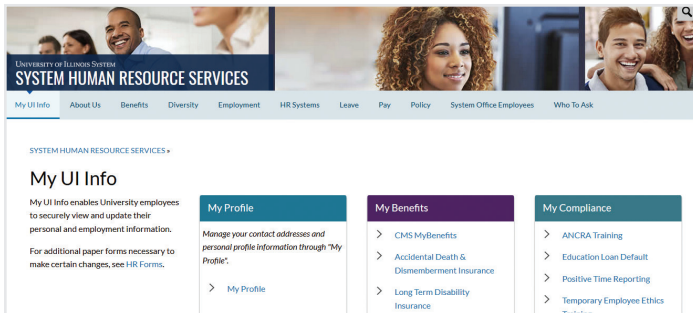 UNIVERSITY OF ILLINOIS SYSTEM
SYSTEM HUMAN RESOURCE SERVICES
My UI Info About Us Benefits Diversity Employment HR Systems Leave Pay Policy System Office Employees Who To Ask
SYSTEM HUMAN RESOURCE SERVICES »
My UI Info
My UI Info enables University employees
to securely view and update their
personal and employment information.
For additional paper forms necessary to
make certain changes, see HR Forms.
My Profile
Manage your contact addresses and
personal profile information through "My
Profile".
My Profile
My Benefits
CMS MyBenefits
Accidental Death &
Dismemberment Insurance
Long Term Disability
Insurance
My Compliance
ANCRA Training
Education Loan Default
Positive Time Reporting
Temporary Employee Ethics